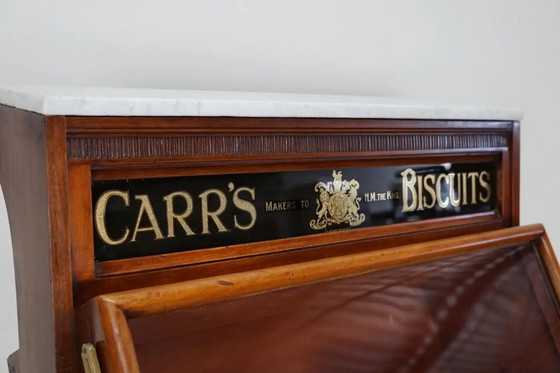 CARR'S MAKERS TO H.M. THE KING. BISCUITS